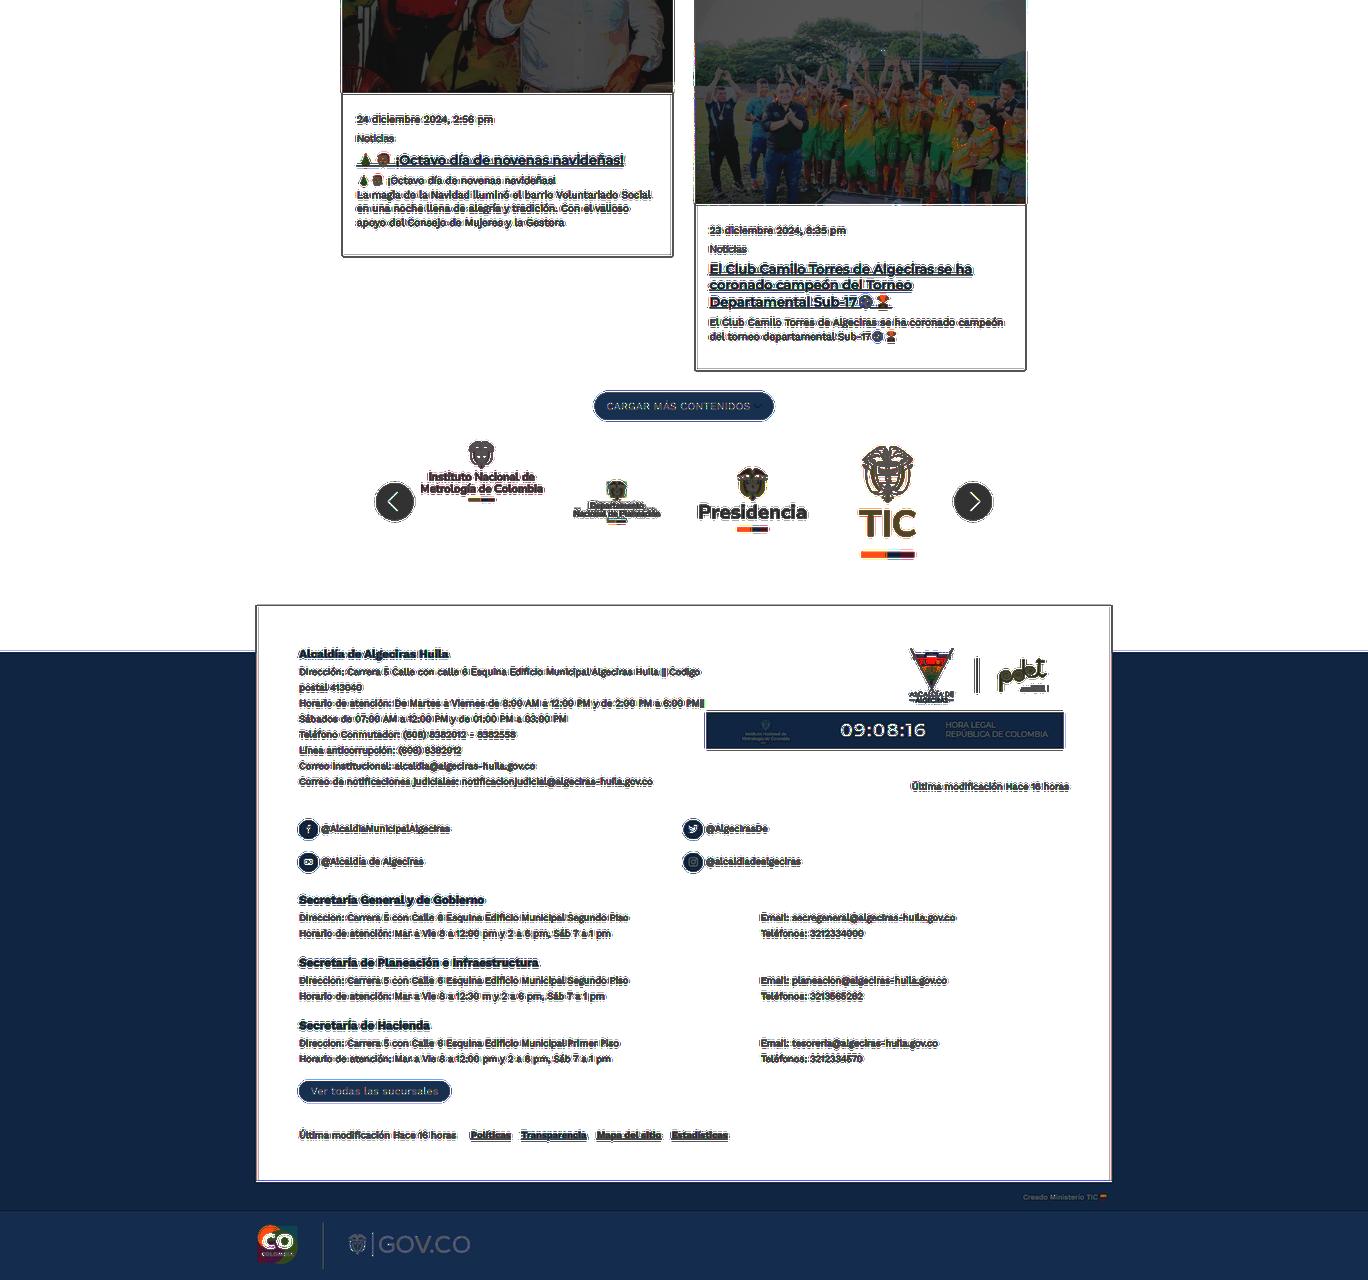 24 diciembre 2024, 2:56 pm
Noticias
🎄 🎅🏾 ¡Octavo día de novenas navideñas!
🎄 🎅🏾 ¡Octavo día de novenas navideñas!
La magia de la Navidad iluminó el barrio Voluntariado Social
en una noche llena de alegría y tradición. Con el valioso
apoyo del Consejo de Mujeres y la Gestora
23 diciembre 2024, 8:35 pm
Noticias
El Club Camilo Torres de Algeciras se ha
coronado campeón del Torneo
Departamental Sub-17⚽🏆
El Club Camilo Torres de Algeciras se ha coronado campeón
del torneo departamental Sub-17⚽🏆
CARGAR MÁS CONTENIDOS
Instituto Nacional de
Metrología de Colombia
Departamento
Nacional de Planeación
Presidencia
TIC
Alcaldía de Algeciras Huila
Dirección: Carrera 5 Calle con calle 6 Esquina Edificio Municipal Algeciras Huila || Código
postal 413040
Horario de atención: De Martes a Viernes de 8:00 AM a 12:00 PM y de 2:00 PM a 6:00 PM||
Sábados de 07:00 AM a 12:00 PM y de 01:00 PM a 03:00 PM
Teléfono Conmutador: (608) 8382012 - 8382558
Línea anticorrupción: (608) 8382012
Correo institucional: alcaldia@algeciras-huila.gov.co
Correo de notificaciones judiciales: notificacionjudicial@algeciras-huila.gov.co
ALCALDÍA DE
ALGECIRAS
pdet
Instituto Nacional de
Metrología de Colombia
09:08:16
HORA LEGAL
REPÚBLICA DE COLOMBIA
Última modificación Hace 16 horas
@AlcaldiaMunicipalAlgeciras
@AlgecirasDe
@Alcaldía de Algeciras
@alcaldiadealgeciras
Secretaría General y de Gobierno
Direccion: Carrera 5 con Calle 6 Esquina Edificio Municipal Segundo Piso
Email: secregeneral@algeciras-huila.gov.co
Horario de atención: Mar a Vie 8 a 12:00 pm y 2 a 6 pm, Sáb 7 a 1 pm
Teléfonos: 3212334000
Secretaría de Planeación e Infraestructura
Direccion: Carrera 5 con Calle 6 Esquina Edificio Municipal Segundo Piso
Email: planeacion@algeciras-huila.gov.co
Horario de atención: Mar a Vie 8 a 12:30 m y 2 a 6 pm, Sáb 7 a 1 pm
Teléfonos: 3213565262
Secretaría de Hacienda
Direccion: Carrera 5 con Calle 6 Esquina Edificio Municipal Primer Piso
Email: tesoreria@algeciras-huila.gov.co
Horario de atención: Mar a Vie 8 a 12:00 pm y 2 a 6 pm, Sáb 7 a 1 pm
Teléfonos: 3212334570
Ver todas las sucursales
Última modificación Hace 16 horas Políticas Transparencia Mapa del sitio Estadísticas
Creado Ministerio TIC
CO
COLOMBIA
GOV.CO